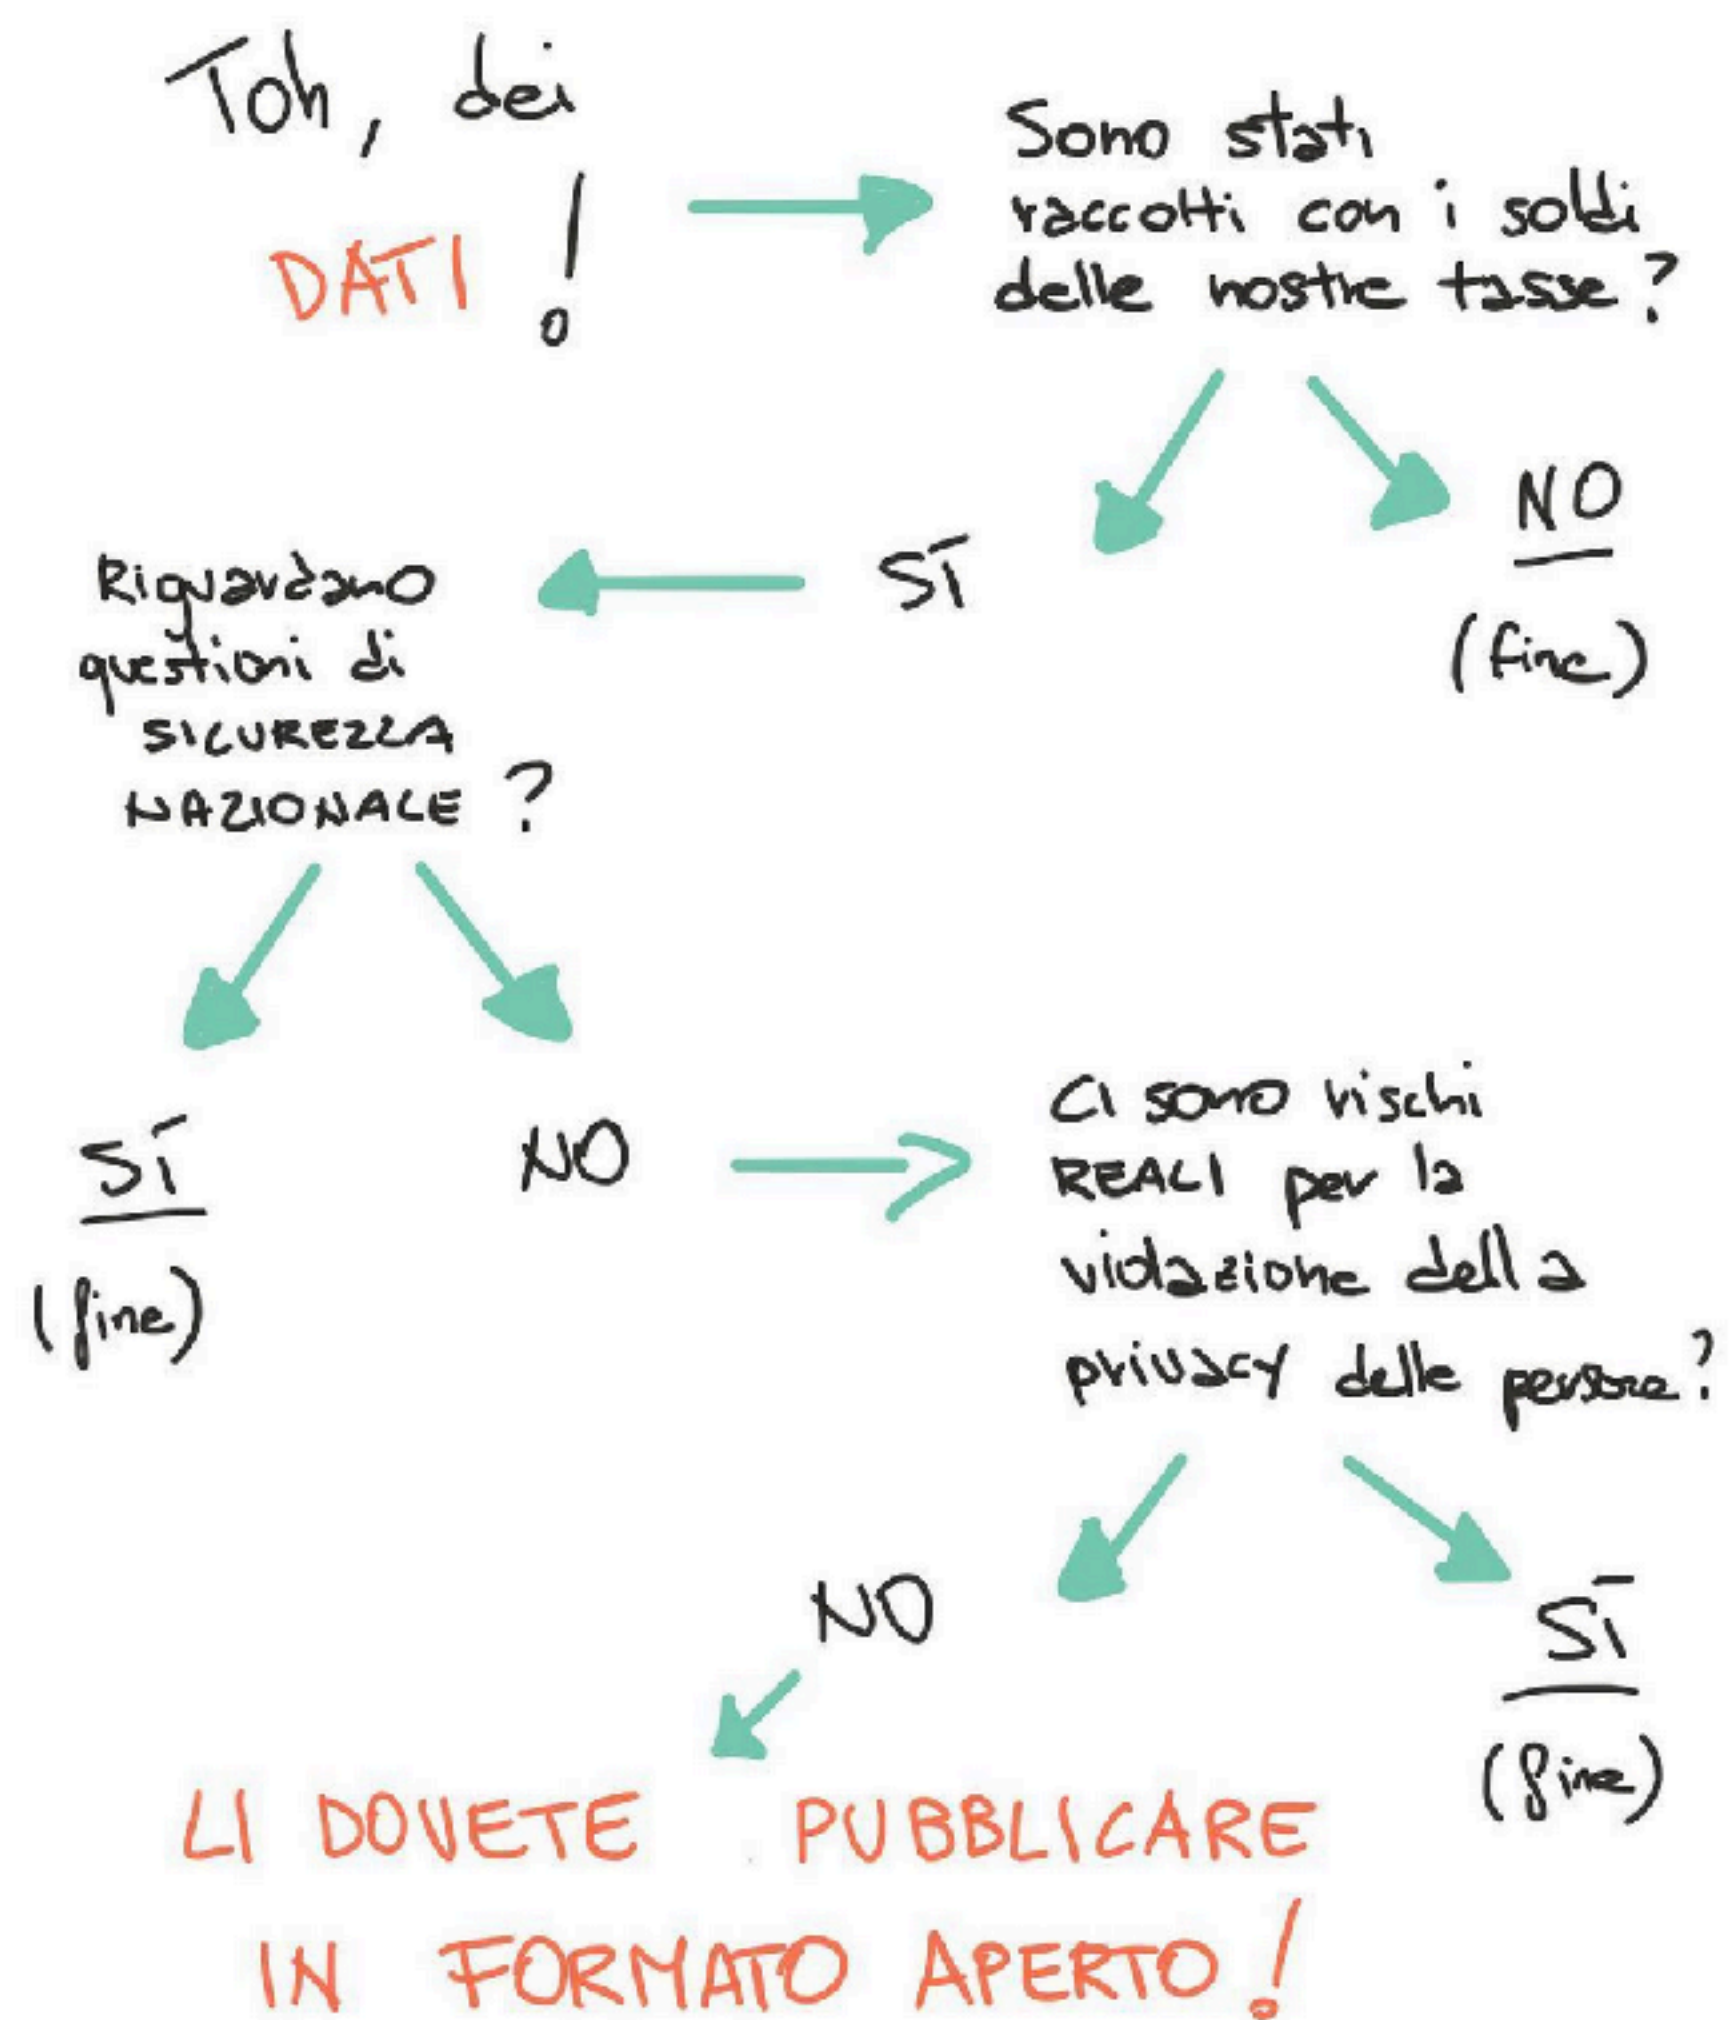 Toh, dei
DATI!
Sono stati
raccolti con i soldi
delle nostre tasse?
NO
(fine)
SÌ
Riguardano
questioni di
SICUREZZA
NAZIONALE?
SÌ
(fine)
NO
Ci sono rischi
REALI per la
violazione della
privacy delle persone?
NO
SÌ
(fine)
LI DOVETE PUBBLICARE
IN FORMATO APERTO!